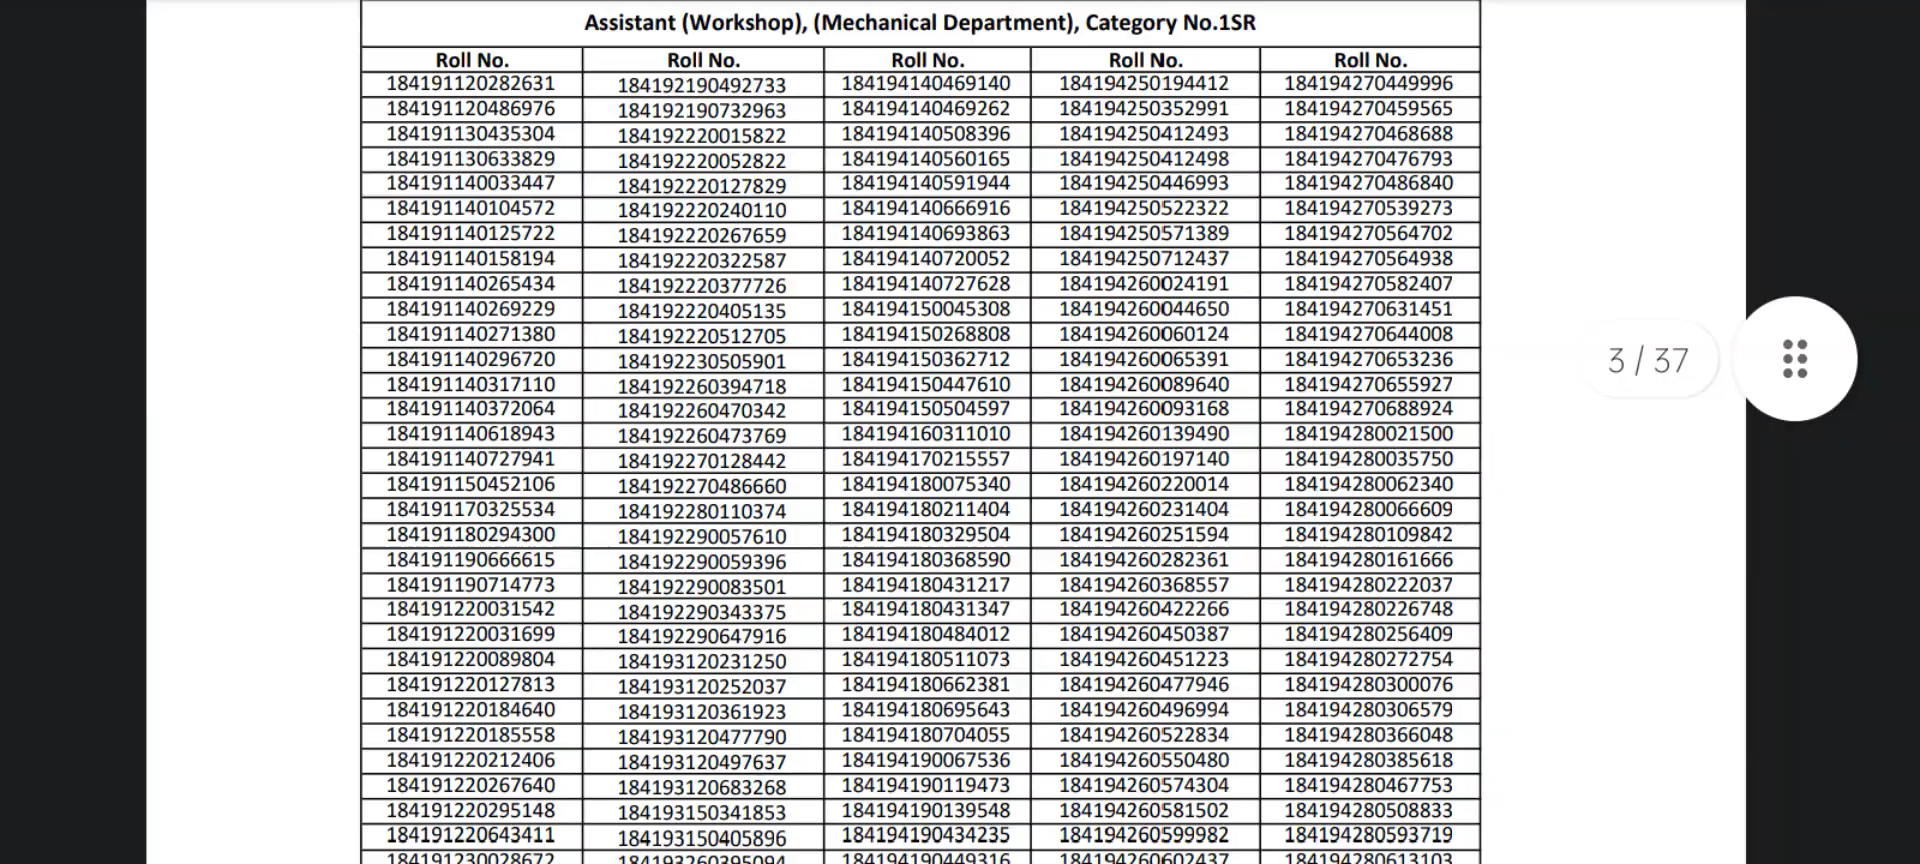 Assistant (Workshop), (Mechanical Department), Category No.1SR
Roll No. Roll No. Roll No. Roll No. Roll No.
184191120282631 184192190492733 184194140469140 184194250194412 184194270449996
184191120486976 184192190732963 184194140469262 184194250352991 184194270459565
184191130435304 184192220015822 184194140508396 184194250412493 184194270468688
184191130633829 184192220052822 184194140560165 184194250412498 184194270476793
184191140033447 184192220127829 184194140591944 184194250446993 184194270486840
184191140104572 184192220240110 184194140666916 184194250522322 184194270539273
184191140125722 184192220267659 184194140693863 184194250571389 184194270564702
184191140158194 184192220322587 184194140720052 184194250712437 184194270564938
184191140265434 184192220377726 184194140727628 184194260024191 184194270582407
184191140269229 184192220405135 184194150045308 184194260044650 184194270631451
184191140271380 184192220512705 184194150268808 184194260060124 184194270644008
184191140296720 184192230505901 184194150362712 184194260065391 184194270653236
184191140317110 184192260394718 184194150447610 184194260089640 184194270655927
184191140372064 184192260470342 184194150504597 184194260093168 184194270688924
184191140618943 184192260473769 184194160311010 184194260139490 184194280021500
184191140727941 184192270128442 184194170215557 184194260197140 184194280035750
184191150452106 184192270486660 184194180075340 184194260220014 184194280062340
184191170325534 184192280110374 184194180211404 184194260231404 184194280066609
184191180294300 184192290057610 184194180329504 184194260251594 184194280109842
184191190666615 184192290059396 184194180368590 184194260282361 184194280161666
184191190714773 184192290083501 184194180431217 184194260368557 184194280222037
184191220031542 184192290343375 184194180431347 184194260422266 184194280226748
184191220031699 184192290647916 184194180484012 184194260450387 184194280256409
184191220089804 184193120231250 184194180511073 184194260451223 184194280272754
184191220127813 184193120252037 184194180662381 184194260477946 184194280300076
184191220184640 184193120361923 184194180695643 184194260496994 184194280306579
184191220185558 184193120477790 184194180704055 184194260522834 184194280366048
184191220212406 184193120497637 184194190067536 184194260550480 184194280385618
184191220267640 184193120683268 184194190119473 184194260574304 184194280467753
184191220295148 184193150341853 184194190139548 184194260581502 184194280508833
184191220643411 184193150405896 184194190434235 184194260599982 184194280593719
184191230028672 184193260395094 184194190449316 184194260602437 184194280613103
3 / 37